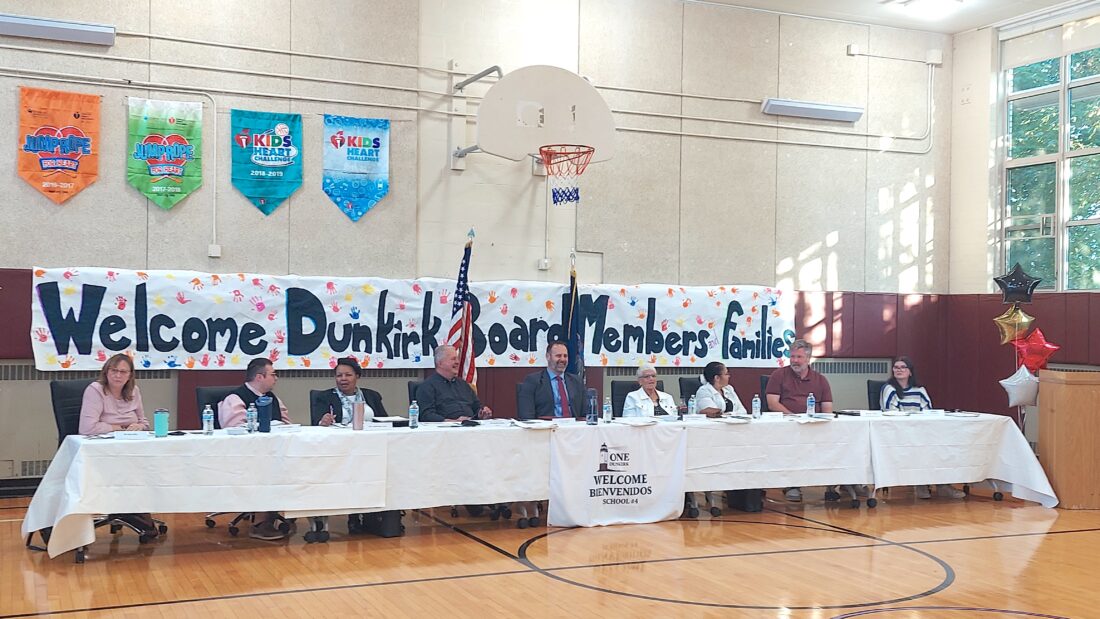 JUMP ROPE
FOR HEART
2016-2017
JUMP ROPE
FOR HEART
2017-2018
KIDS
HEART
CHALLENGE
2018-2019
KIDS
HEART
CHALLENGE
Welcome Dunkirk Board Members and families
ONE
DUNKIRK
WELCOME
BIENVENIDOS
SCHOOL #4